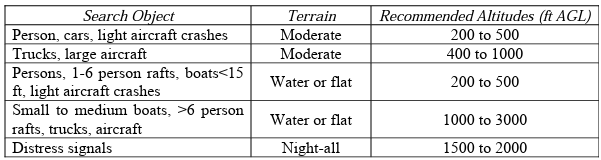 Search Object Terrain Recommended Altitudes (ft AGL)
Person, cars, light aircraft crashes Moderate 200 to 500
Trucks, large aircraft Moderate 400 to 1000
Persons, 1-6 person rafts, boats<15
ft, light aircraft crashes Water or flat 200 to 500
Small to medium boats, >6 person
rafts, trucks, aircraft Water or flat 1000 to 3000
Distress signals Night-all 1500 to 2000